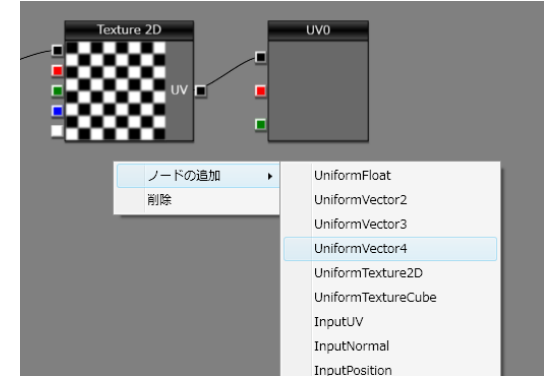 Texture 2D
UV0
UV
ノードの追加
削除
UniformFloat
UniformVector2
UniformVector3
UniformVector4
UniformTexture2D
UniformTextureCube
InputUV
InputNormal
InputPosition